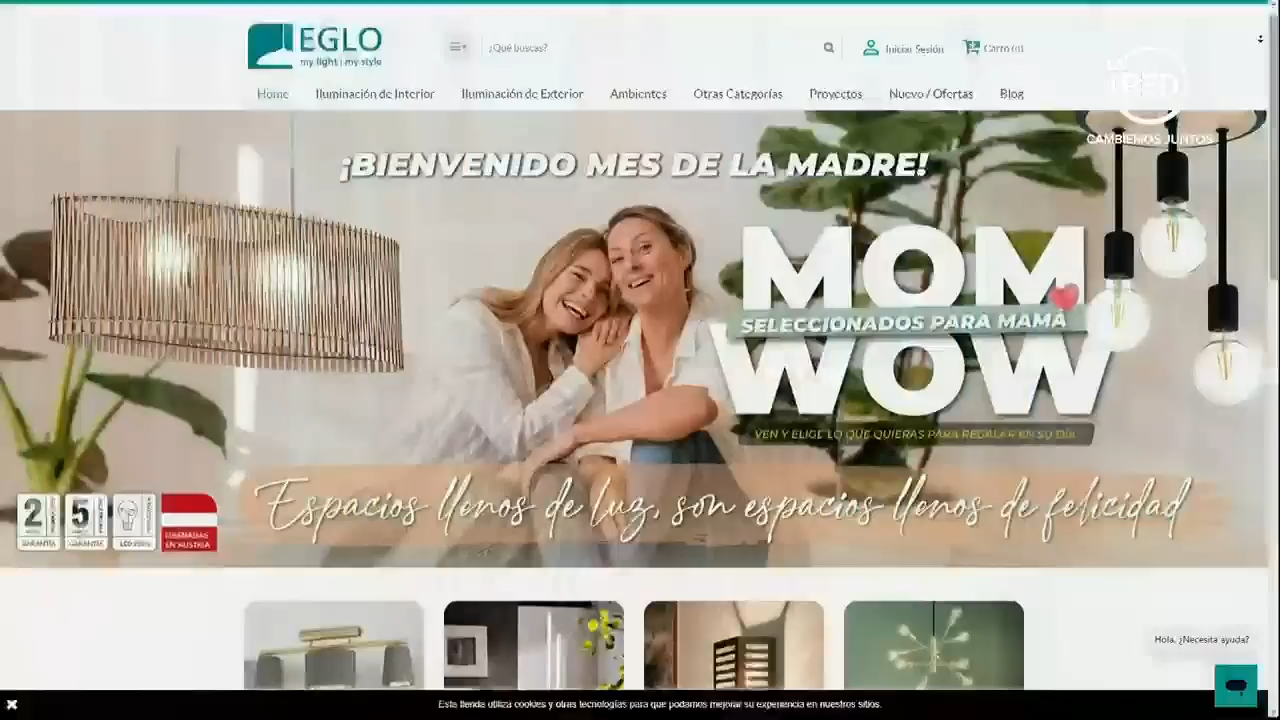 EGLO
my light | my style
¿Qué buscas?
Iniciar Sesión
Carro (0)
LA RED
CAMBIEMOS JUNTOS
Home
Iluminación de Interior
Iluminación de Exterior
Ambientes
Otras Categorías
Proyectos
Nuevo / Ofertas
Blog
¡BIENVENIDO MES DE LA MADRE!
MOM
SELECCIONADOS PARA MAMÁ
WOW
VEN Y ELIGE LO QUE QUIERAS PARA REGALAR EN SU DÍA
Espacios llenos de luz, son espacios llenos de felicidad
2
GARANTÍA
5
GARANTÍA
EN AUSTRIA
Hola, ¿Necesita ayuda?
Esta tienda utiliza cookies y otras tecnologías para que podamos mejorar su experiencia en nuestros sitios.